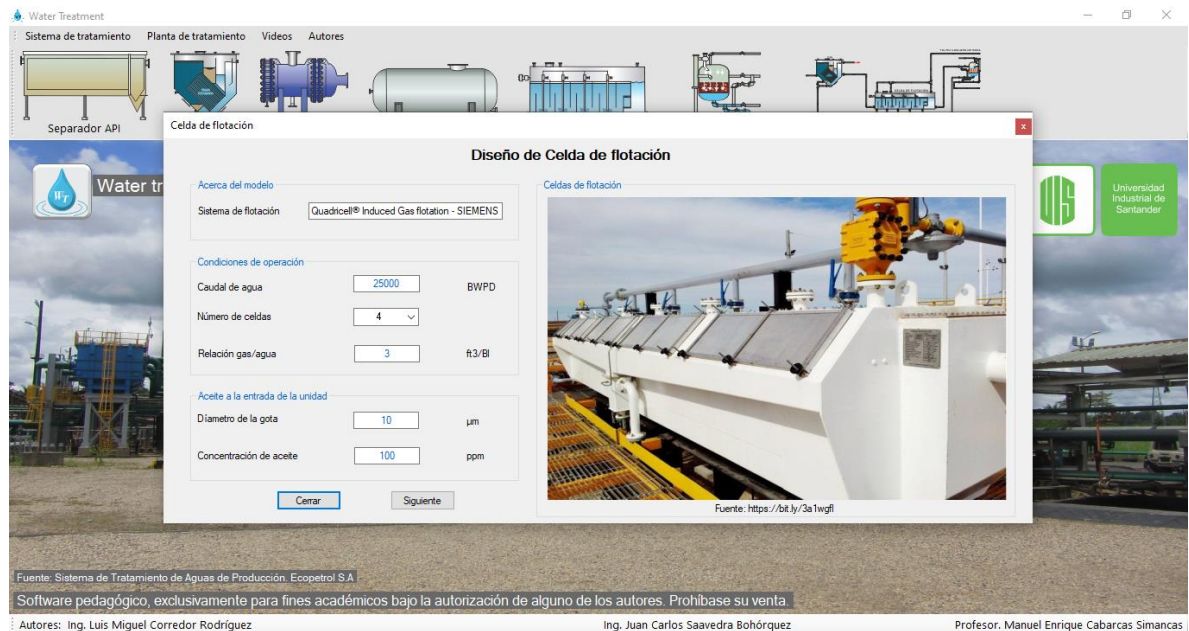 Water Treatment
Sistema de tratamiento Planta de tratamiento Videos Autores
Separador API
Celda de flotación
Diseño de Celda de flotación
Water tr
WT
Acerca del modelo
Sistema de flotación Quadricell® Induced Gas flotation - SIEMENS
Condiciones de operación
Caudal de agua 25000 BWPD
Número de celdas 4
Relación gas/agua 3 ft3/Bl
Aceite a la entrada de la unidad
Díametro de la gota 10 µm
Concentración de aceite 100 ppm
Cerrar Siguiente
Celdas de flotación
Fuente: https://bit.ly/3a1wgfl
UIS
Universidad
Industrial de
Santander
Fuente: Sistema de Tratamiento de Aguas de Producción. Ecopetrol S.A
Software pedagógico, exclusivamente para fines académicos bajo la autorización de alguno de los autores. Prohíbase su venta.
Autores: Ing. Luis Miguel Corredor Rodríguez Ing. Juan Carlos Saavedra Bohórquez Profesor. Manuel Enrique Cabarcas Simancas